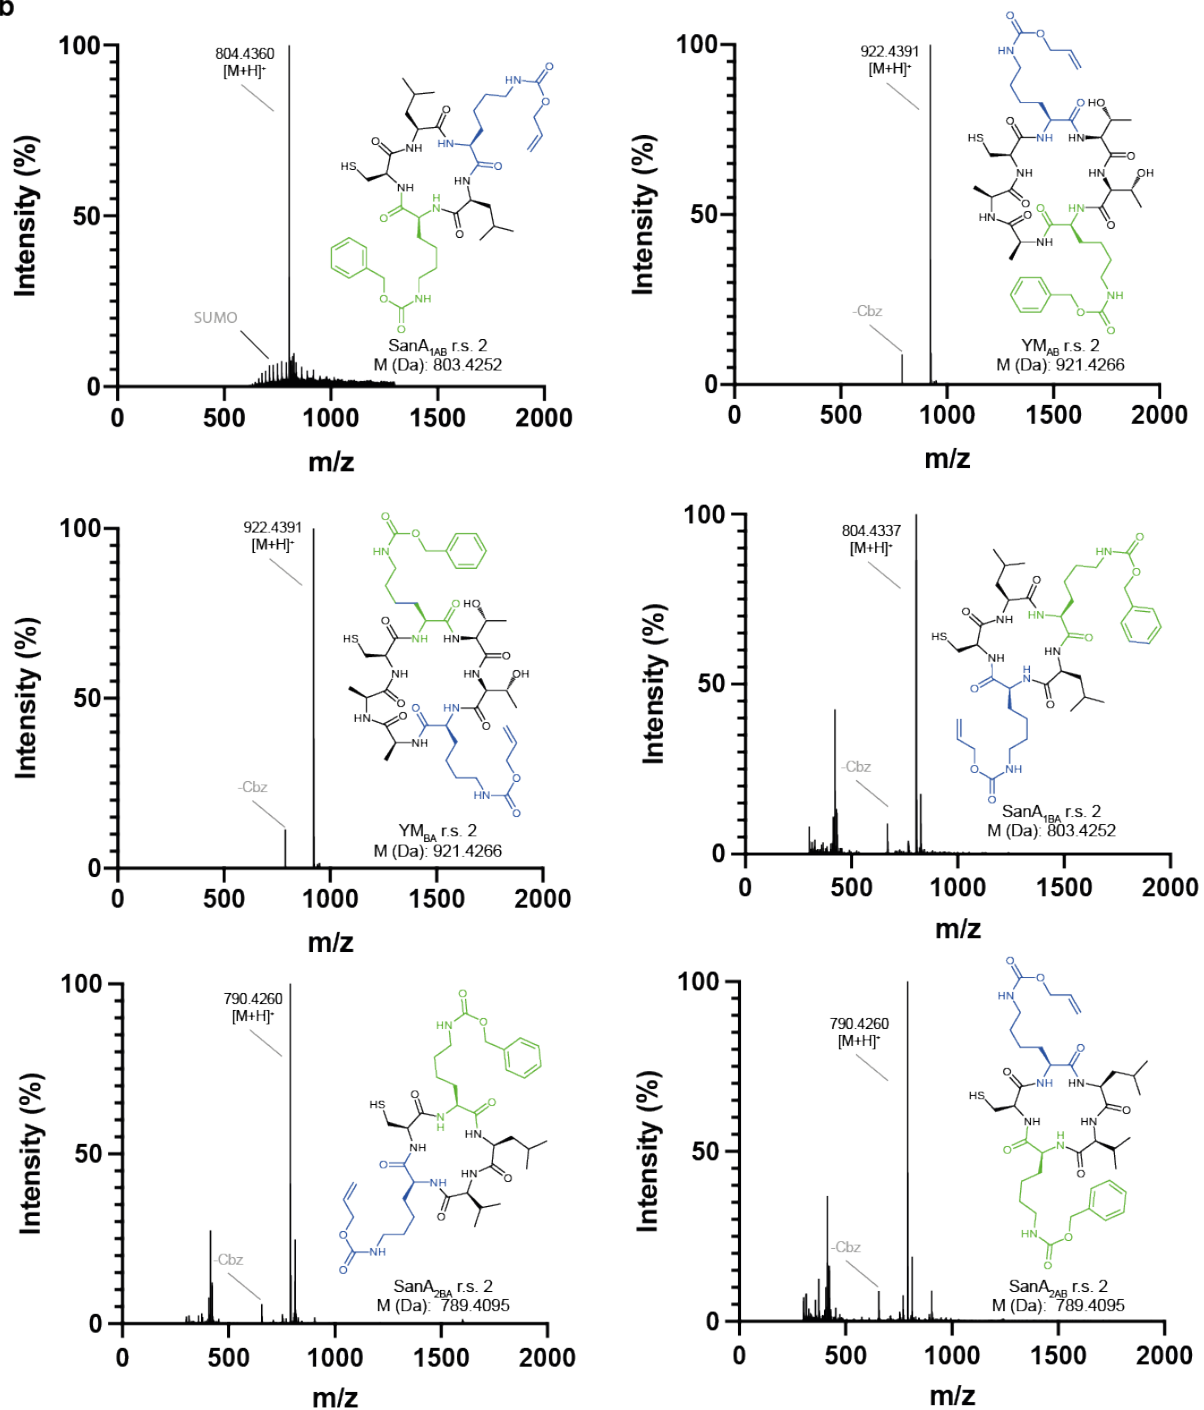 b
100
50
0
Intensity (%)
804.4360
[M+H]⁺
SUMO
SanA1AB r.s. 2
M (Da): 803.4252
0 500 1000 1500 2000
m/z
100
50
0
Intensity (%)
922.4391
[M+H]⁺
-Cbz
YMAB r.s. 2
M (Da): 921.4266
0 500 1000 1500 2000
m/z
100
50
0
Intensity (%)
922.4391
[M+H]⁺
-Cbz
YMBA r.s. 2
M (Da): 921.4266
0 500 1000 1500 2000
m/z
100
50
0
Intensity (%)
804.4337
[M+H]⁺
-Cbz
SanA1BA r.s. 2
M (Da): 803.4252
0 500 1000 1500 2000
m/z
100
50
0
Intensity (%)
790.4260
[M+H]⁺
-Cbz
SanA2BA r.s. 2
M (Da): 789.4095
0 500 1000 1500 2000
m/z
100
50
0
Intensity (%)
790.4260
[M+H]⁺
-Cbz
SanA2AB r.s. 2
M (Da): 789.4095
0 500 1000 1500 2000
m/z